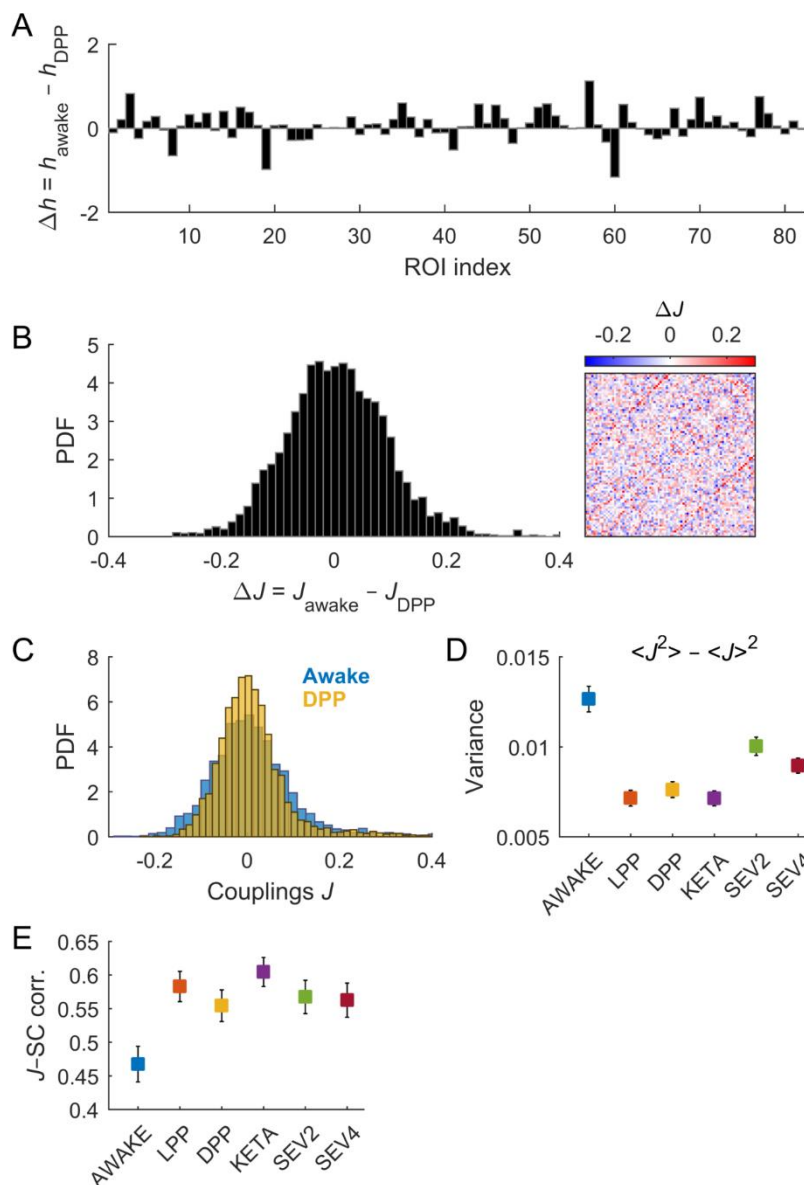 A
Δh = h_awake − h_DPP
2
0
-2
10 20 30 40 50 60 70 80
ROI index
B
PDF
5
4
3
2
1
0
-0.4 -0.2 0 0.2 0.4
ΔJ = J_awake − J_DPP
ΔJ
-0.2 0 0.2
C
PDF
8
6
4
2
0
-0.2 0 0.2 0.4
Couplings J
Awake
DPP
D
<J²> − <J>²
Variance
0.015
0.01
0.005
AWAKE LPP DPP KETA SEV2 SEV4
E
J−SC corr.
0.65
0.6
0.55
0.5
0.45
0.4
AWAKE LPP DPP KETA SEV2 SEV4